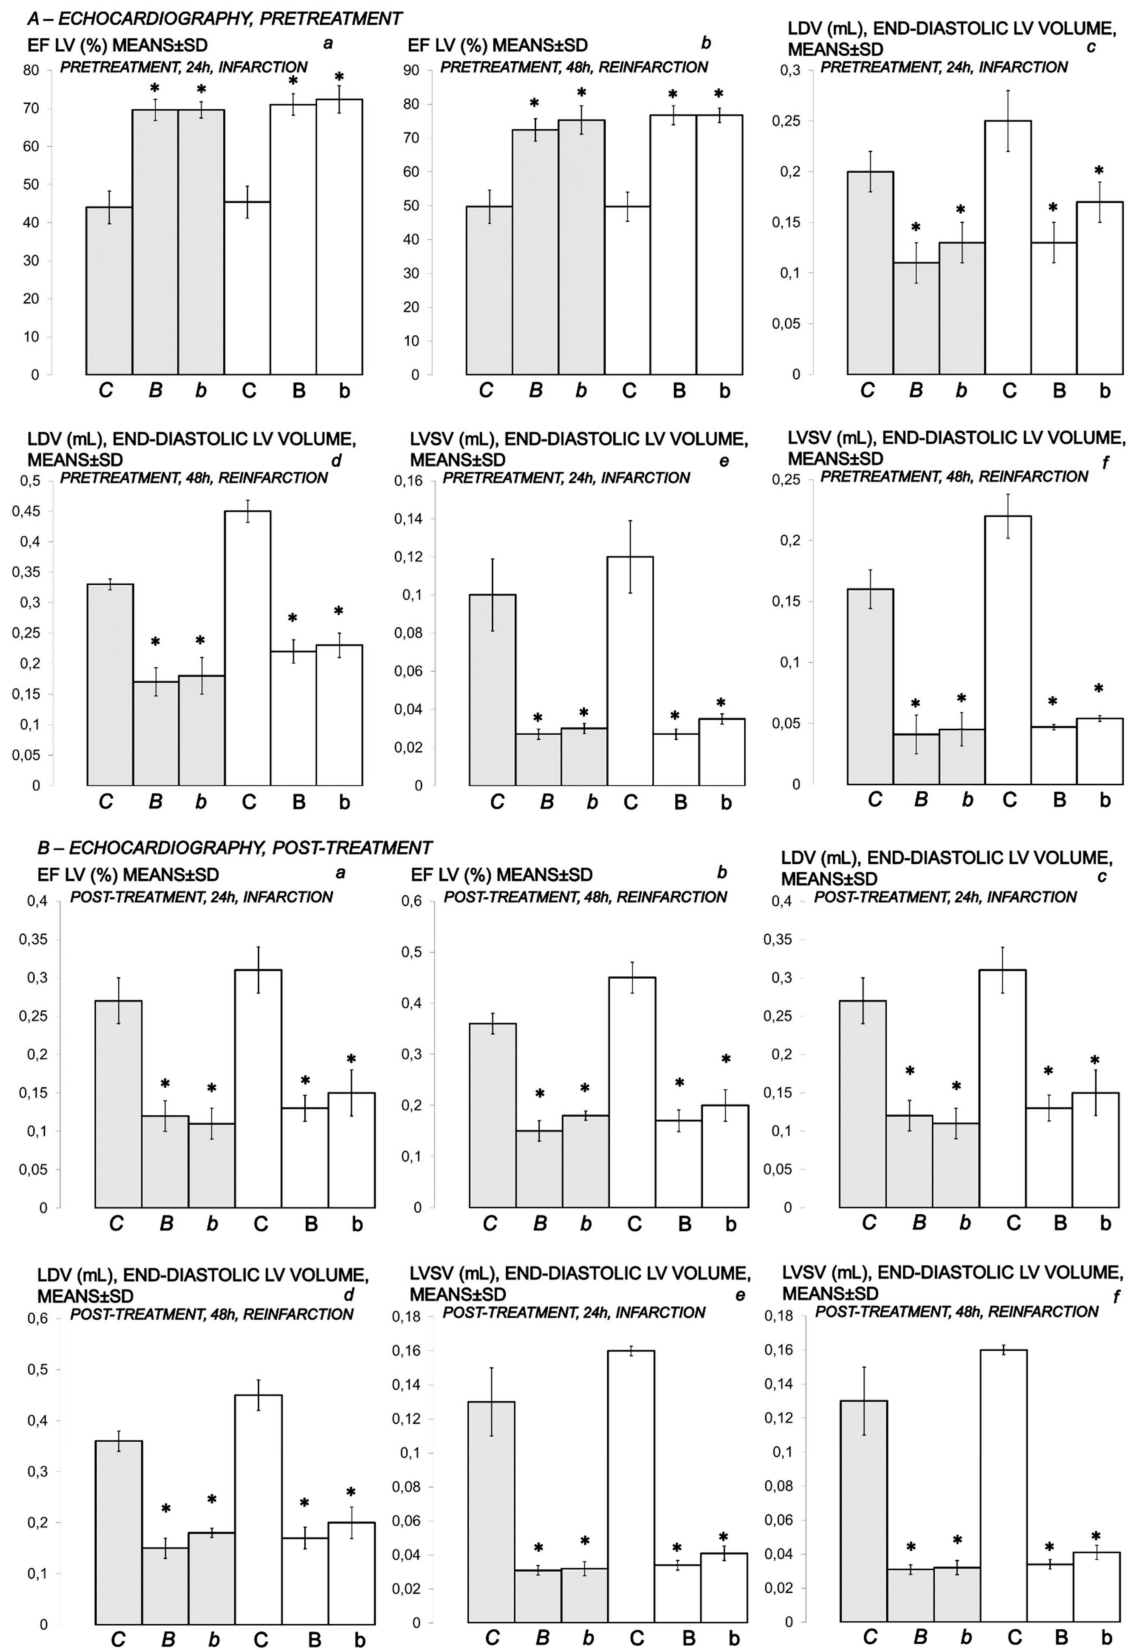 A – ECHOCARDIOGRAPHY, PRETREATMENT
EF LV (%) MEANS±SD a
PRETREATMENT, 24h, INFARCTION
80
70
60
50
40
30
20
10
0
* * * *
C B b C B b
EF LV (%) MEANS±SD b
PRETREATMENT, 48h, REINFARCTION
90
80
70
60
50
40
30
20
10
0
* * * *
C B b C B b
LDV (mL), END-DIASTOLIC LV VOLUME,
MEANS±SD c
PRETREATMENT, 24h, INFARCTION
0,3
0,25
0,2
0,15
0,1
0,05
0
* * * *
C B b C B b
LDV (mL), END-DIASTOLIC LV VOLUME,
MEANS±SD d
PRETREATMENT, 48h, REINFARCTION
0,5
0,45
0,4
0,35
0,3
0,25
0,2
0,15
0,1
0,05
0
* * * *
C B b C B b
LVSV (mL), END-DIASTOLIC LV VOLUME,
MEANS±SD e
PRETREATMENT, 24h, INFARCTION
0,16
0,14
0,12
0,1
0,08
0,06
0,04
0,02
0
* * * *
C B b C B b
LVSV (mL), END-DIASTOLIC LV VOLUME,
MEANS±SD f
PRETREATMENT, 48h, REINFARCTION
0,25
0,2
0,15
0,1
0,05
0
* * * *
C B b C B b
B – ECHOCARDIOGRAPHY, POST-TREATMENT
EF LV (%) MEANS±SD a
POST-TREATMENT, 24h, INFARCTION
0,4
0,35
0,3
0,25
0,2
0,15
0,1
0,05
0
* * * *
C B b C B b
EF LV (%) MEANS±SD b
POST-TREATMENT, 48h, REINFARCTION
0,6
0,5
0,4
0,3
0,2
0,1
0
* * * *
C B b C B b
LDV (mL), END-DIASTOLIC LV VOLUME,
MEANS±SD c
POST-TREATMENT, 24h, INFARCTION
0,4
0,35
0,3
0,25
0,2
0,15
0,1
0,05
0
* * * *
C B b C B b
LDV (mL), END-DIASTOLIC LV VOLUME,
MEANS±SD d
POST-TREATMENT, 48h, REINFARCTION
0,6
0,5
0,4
0,3
0,2
0,1
0
* * * *
C B b C B b
LVSV (mL), END-DIASTOLIC LV VOLUME,
MEANS±SD e
POST-TREATMENT, 24h, INFARCTION
0,18
0,16
0,14
0,12
0,1
0,08
0,06
0,04
0,02
0
* * * *
C B b C B b
LVSV (mL), END-DIASTOLIC LV VOLUME,
MEANS±SD
POST-TREATMENT, 48h, REINFARCTION f
0,18
0,16
0,14
0,12
0,1
0,08
0,06
0,04
0,02
0
* * * *
C B b C B b